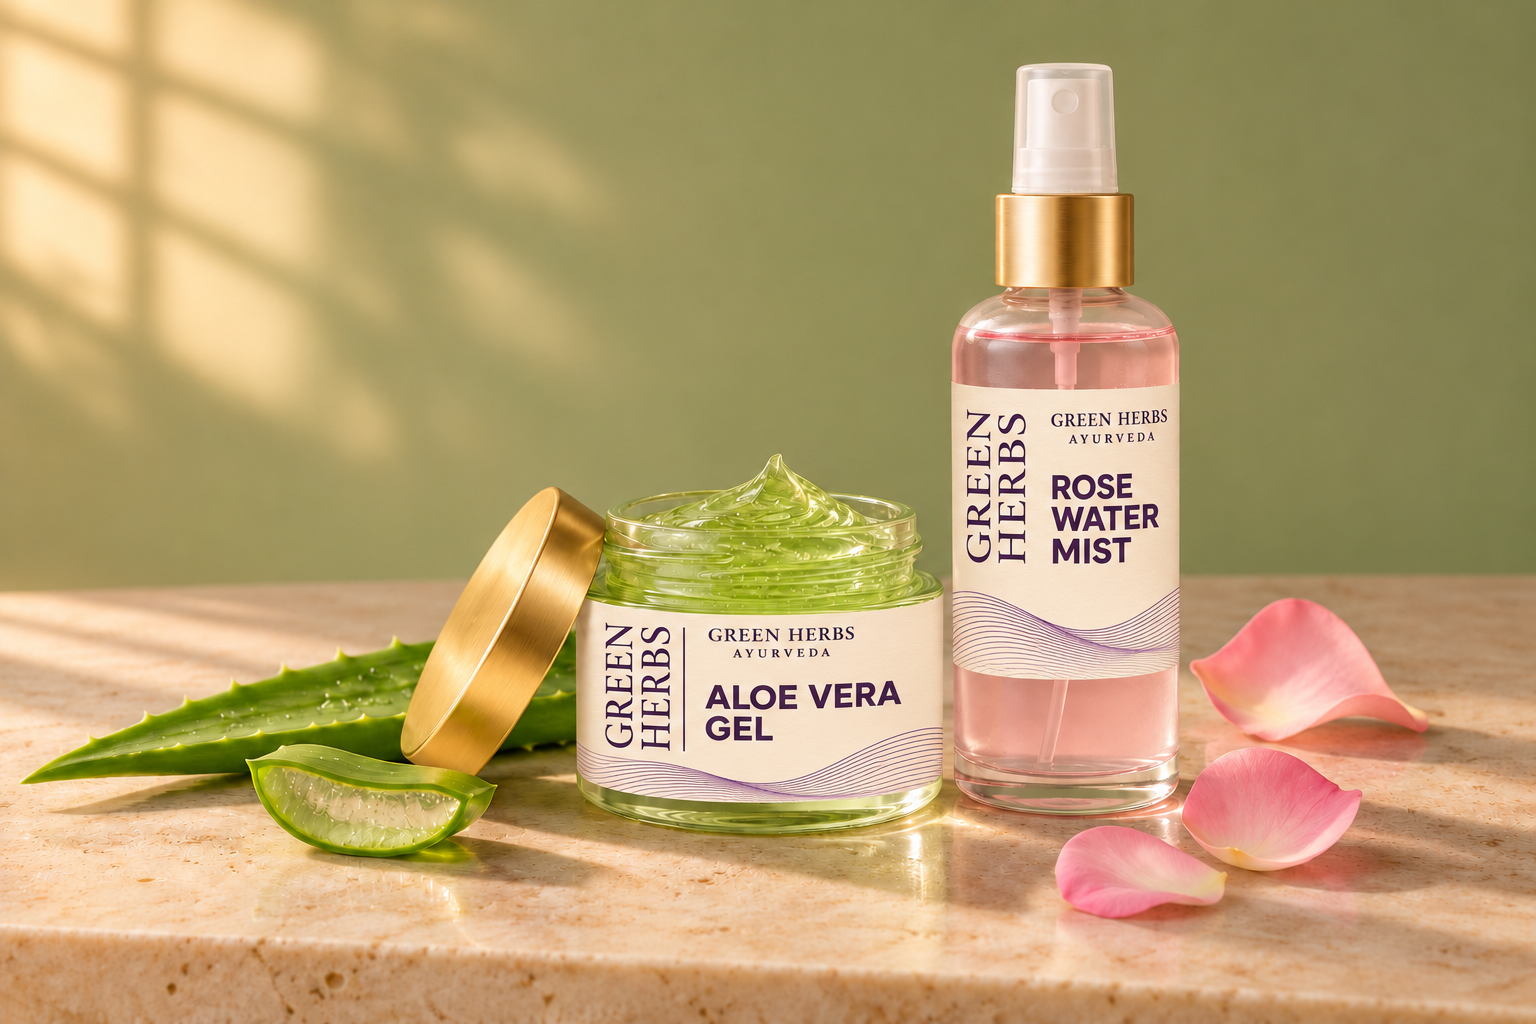 GREEN
HERBS
GREEN HERBS
AYURVEDA
ALOE VERA
GEL
GREEN
HERBS
GREEN HERBS
AYURVEDA
ROSE
WATER
MIST